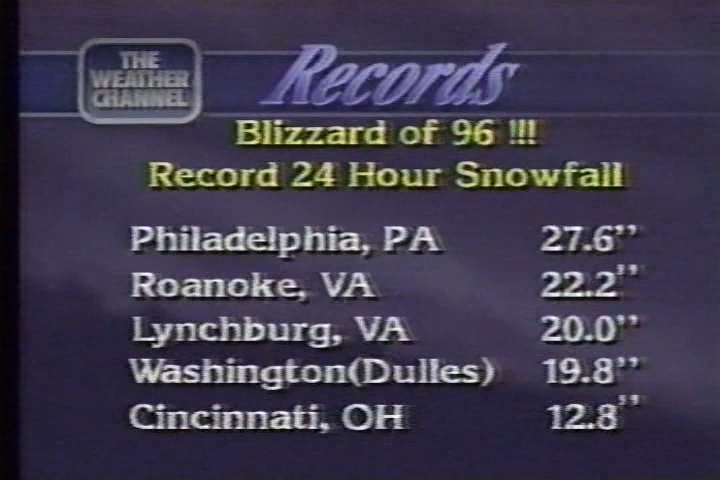 THE
WEATHER
CHANNEL
Records
Blizzard of 96 !!!
Record 24 Hour Snowfall
Philadelphia, PA 27.6"
Roanoke, VA 22.2"
Lynchburg, VA 20.0"
Washington(Dulles) 19.8"
Cincinnati, OH 12.8"